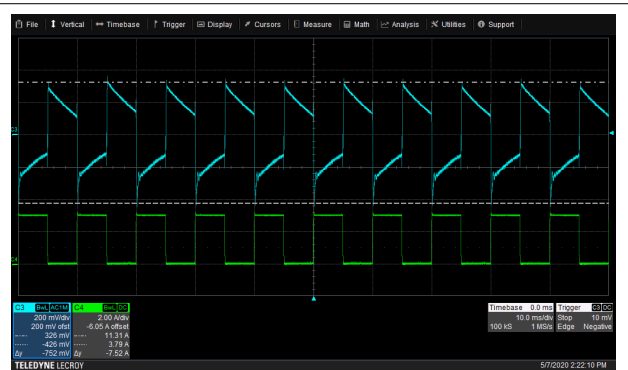 File Vertical Timebase Trigger Display Cursors Measure Math Analysis Utilities Support
C3
C4
C3 BwL AC1M C4 BwL DC
200 mV/div 2.00 A/div
200 mV ofst -6.05 A offset
326 mV 11.31 A
-426 mV 3.79 A
Δy -752 mV Δy -7.52 A
Timebase 0.0 ms Trigger C3 DC
10.0 ms/div Stop 10 mV
100 kS 1 MS/s Edge Negative
TELEDYNE LECROY 5/7/2020 2:22:10 PM